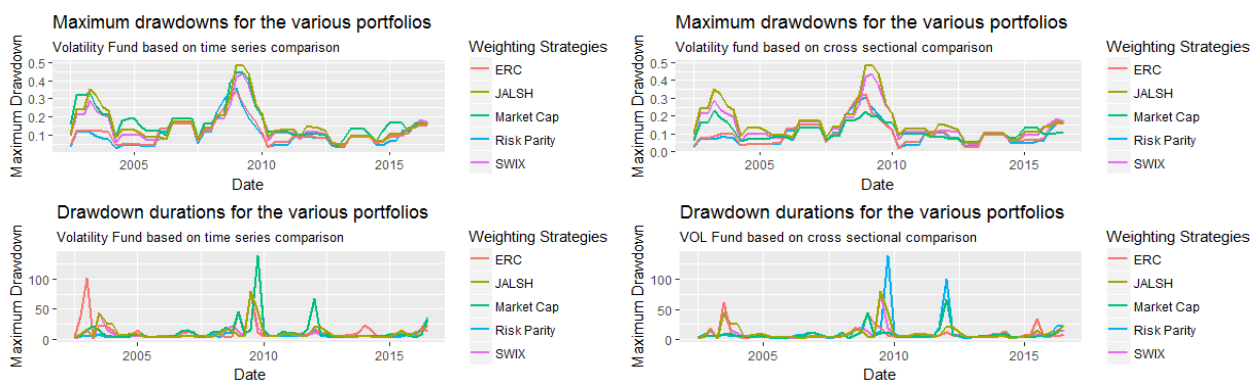 Maximum drawdowns for the various portfolios
Volatility Fund based on time series comparison
Maximum Drawdown
0.5
0.4
0.3
0.2
0.1
2005
2010
2015
Date
Weighting Strategies
ERC
JALSH
Market Cap
Risk Parity
SWIX
Maximum drawdowns for the various portfolios
Volatility fund based on cross sectional comparison
Maximum Drawdown
0.5
0.4
0.3
0.2
0.1
0.0
2005
2010
2015
Date
Weighting Strategies
ERC
JALSH
Market Cap
Risk Parity
SWIX
Drawdown durations for the various portfolios
Volatility Fund based on time series comparison
Maximum Drawdown
100
50
0
2005
2010
2015
Date
Weighting Strategies
ERC
JALSH
Market Cap
Risk Parity
SWIX
Drawdown durations for the various portfolios
VOL Fund based on cross sectional comparison
Maximum Drawdown
100
50
0
2005
2010
2015
Date
Weighting Strategies
ERC
JALSH
Market Cap
Risk Parity
SWIX